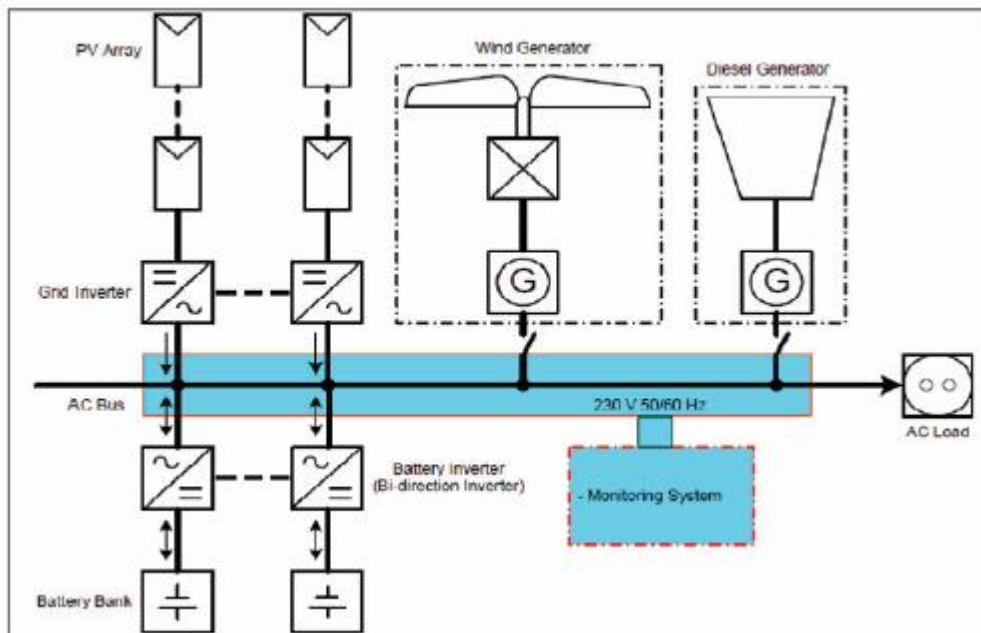 PV Array
Wind Generator
Diesel Generator
G
G
Grid Inverter
AC Bus
230 V 50/60 Hz
AC Load
Battery Inverter
(Bi-direction Inverter)
- Monitoring System
Battery Bank